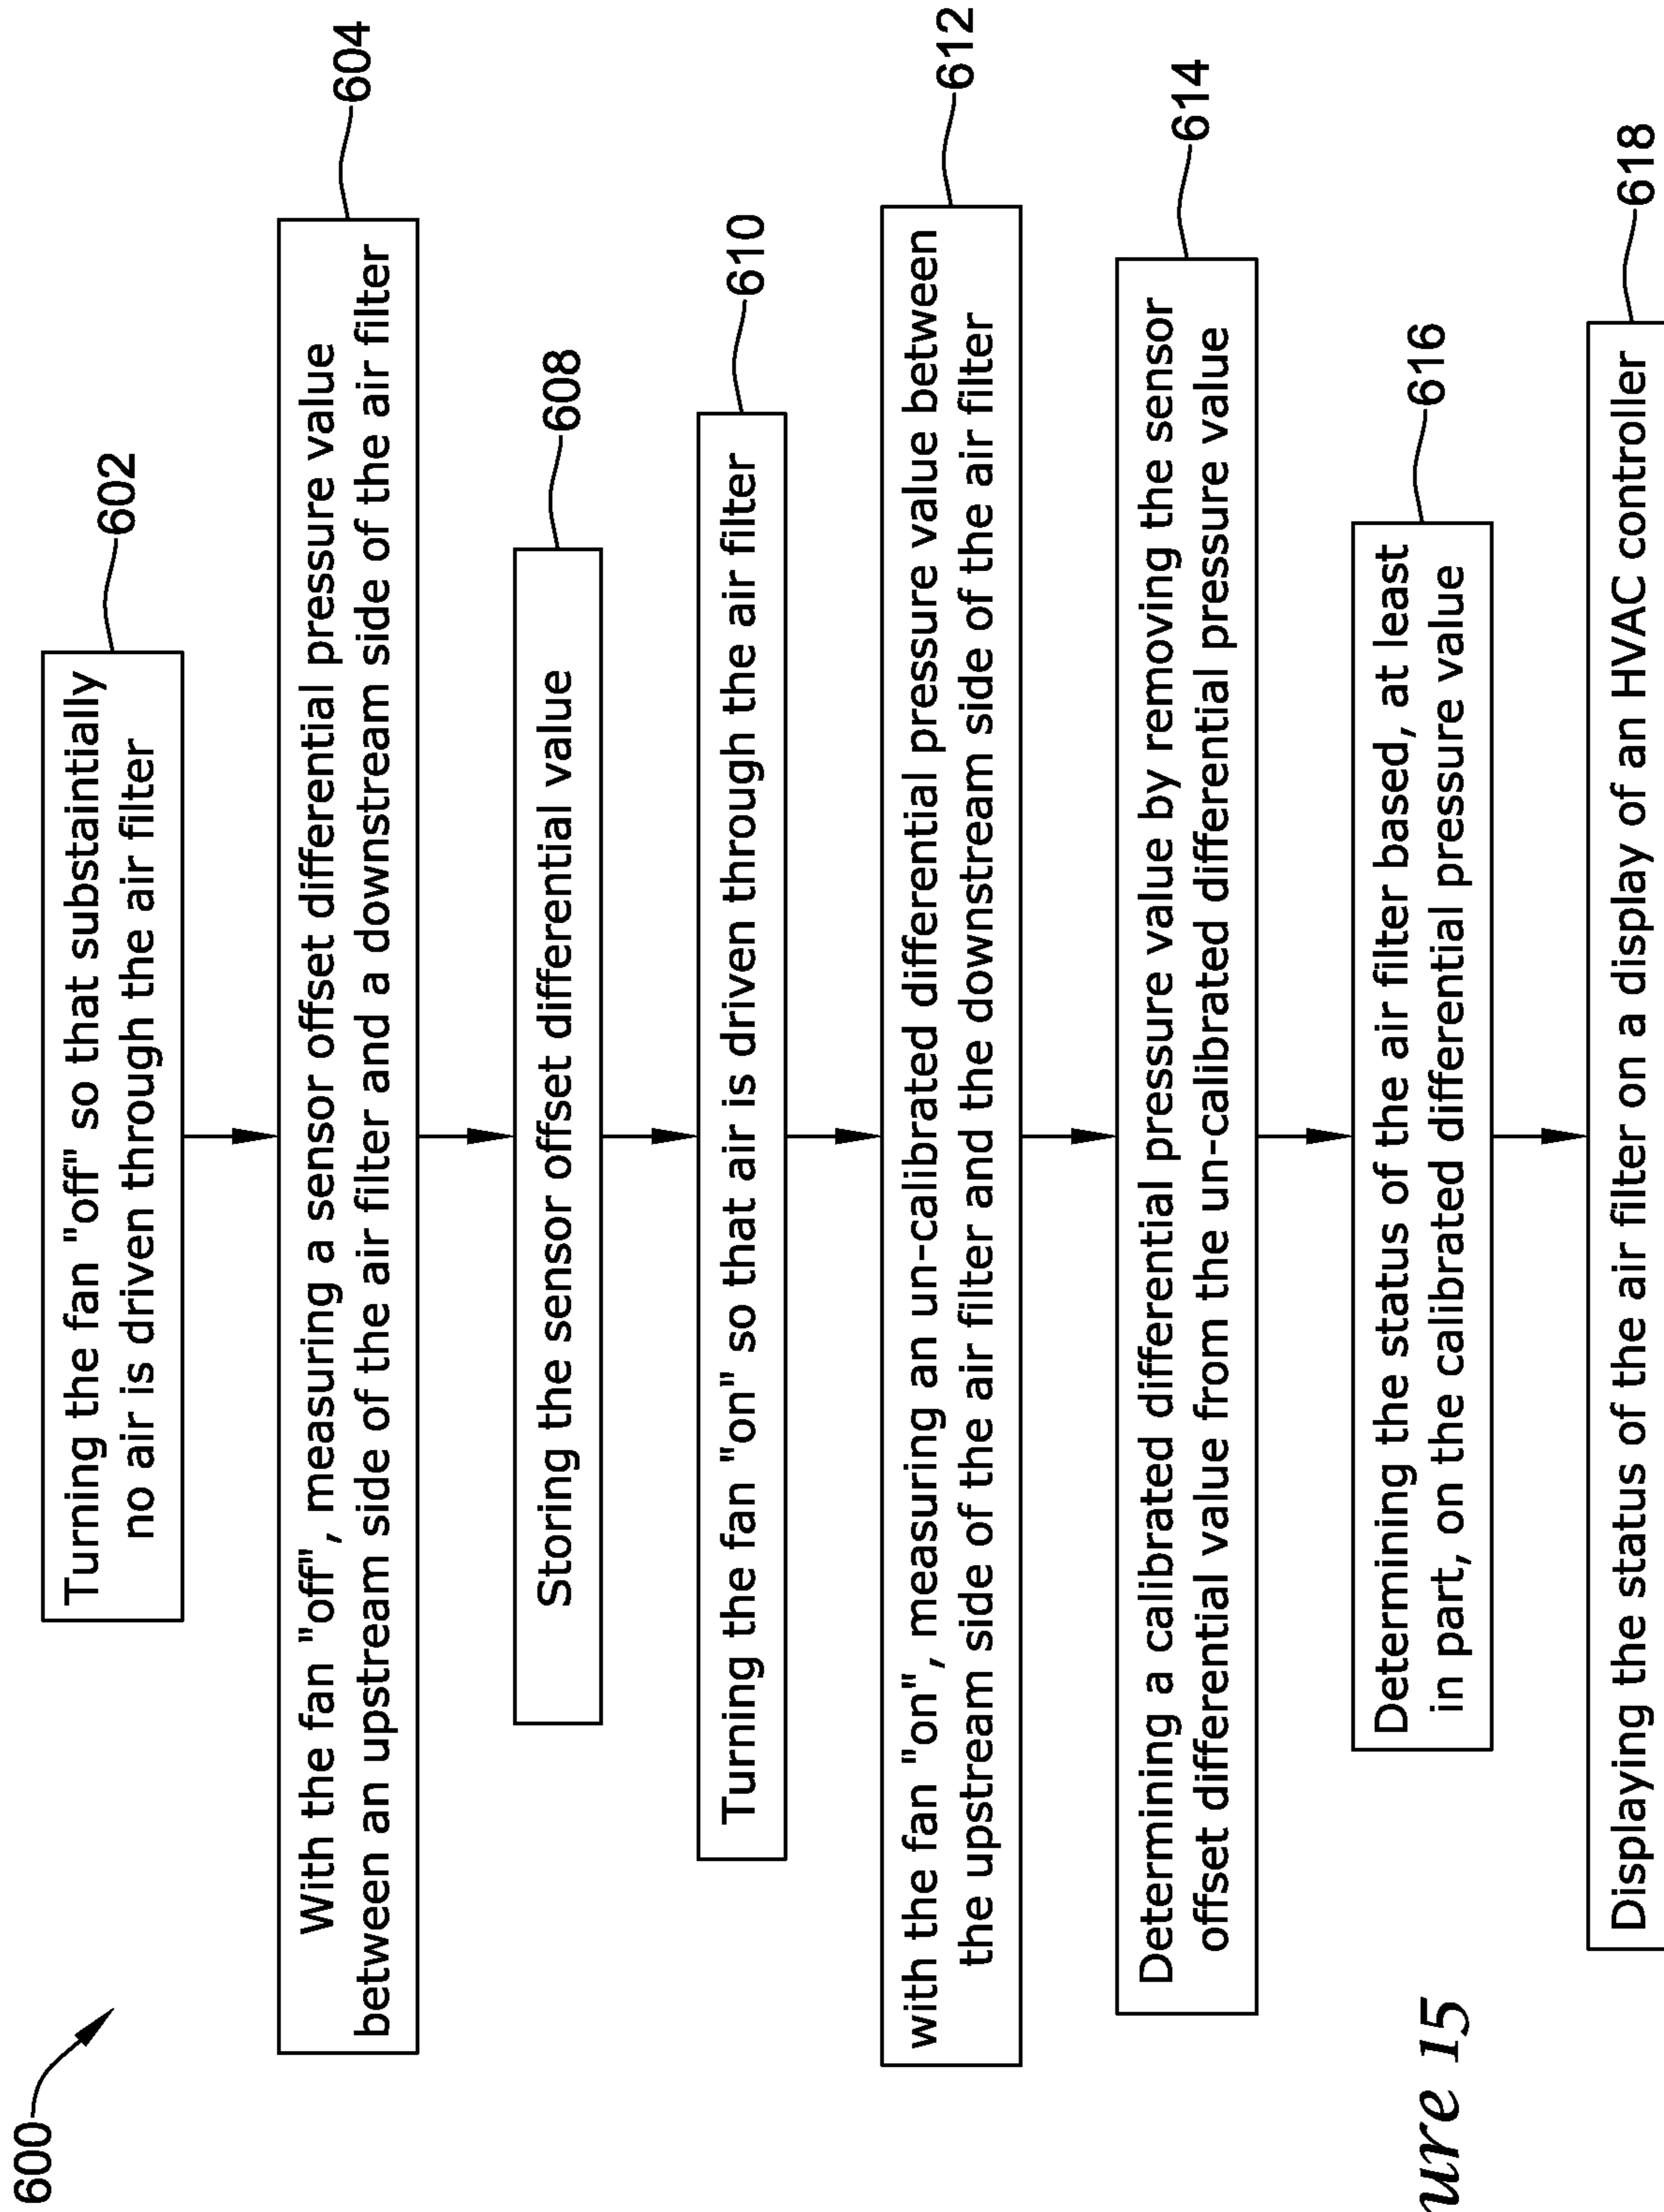 600
Turning the fan "off" so that substaintially
no air is driven through the air filter
602
With the fan "off", measuring a sensor offset differential pressure value
between an upstream side of the air filter and a downstream side of the air filter
604
Storing the sensor offset differential value
608
Turning the fan "on" so that air is driven through the air filter
610
with the fan "on", measuring an un-calibrated differential pressure value between
the upstream side of the air filter and the downstream side of the air filter
612
Determining a calibrated differential pressure value by removing the sensor
offset differential value from the un-calibrated differential pressure value
614
Determining the status of the air filter based, at least
in part, on the calibrated differential pressure value
616
Displaying the status of the air filter on a display of an HVAC controller
618
ure 15